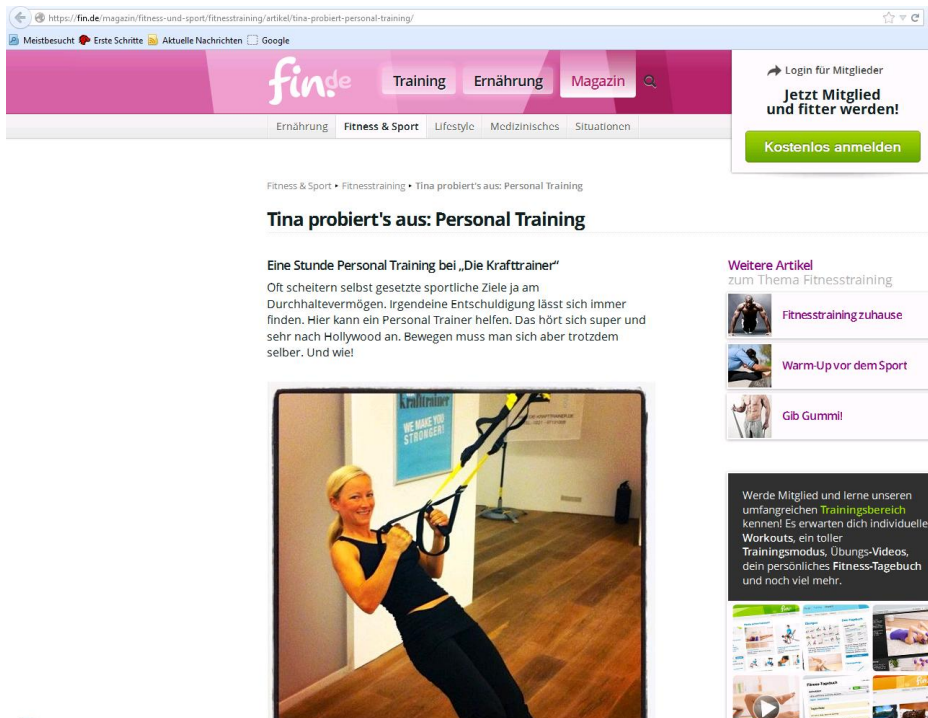 https://fin.de/magazin/fitness-und-sport/fitnesstraining/artikel/tina-probiert-personal-training/
Meistbesucht Erste Schritte Aktuelle Nachrichten Google
fin.de Training Ernährung Magazin
Login für Mitglieder
Jetzt Mitglied
und fitter werden!
Kostenlos anmelden
Ernährung Fitness & Sport Lifestyle Medizinisches Situationen
Fitness & Sport ▸ Fitnesstraining ▸ Tina probiert's aus: Personal Training
Tina probiert's aus: Personal Training
Eine Stunde Personal Training bei „Die Krafttrainer“
Oft scheitern selbst gesetzte sportliche Ziele ja am
Durchhaltevermögen. Irgendeine Entschuldigung lässt sich immer
finden. Hier kann ein Personal Trainer helfen. Das hört sich super und
sehr nach Hollywood an. Bewegen muss man sich aber trotzdem
selber. Und wie!
krafttrainer
WE MAKE YOU
STRONGER!
Weitere Artikel
zum Thema Fitnesstraining
Fitnesstraining zuhause
Warm-Up vor dem Sport
Gib Gummi!
Werde Mitglied und lerne unseren
umfangreichen Trainingsbereich
kennen! Es erwarten dich individuelle
Workouts, ein toller
Trainingsmodus, Übungs-Videos,
dein persönliches Fitness-Tagebuch
und noch viel mehr.